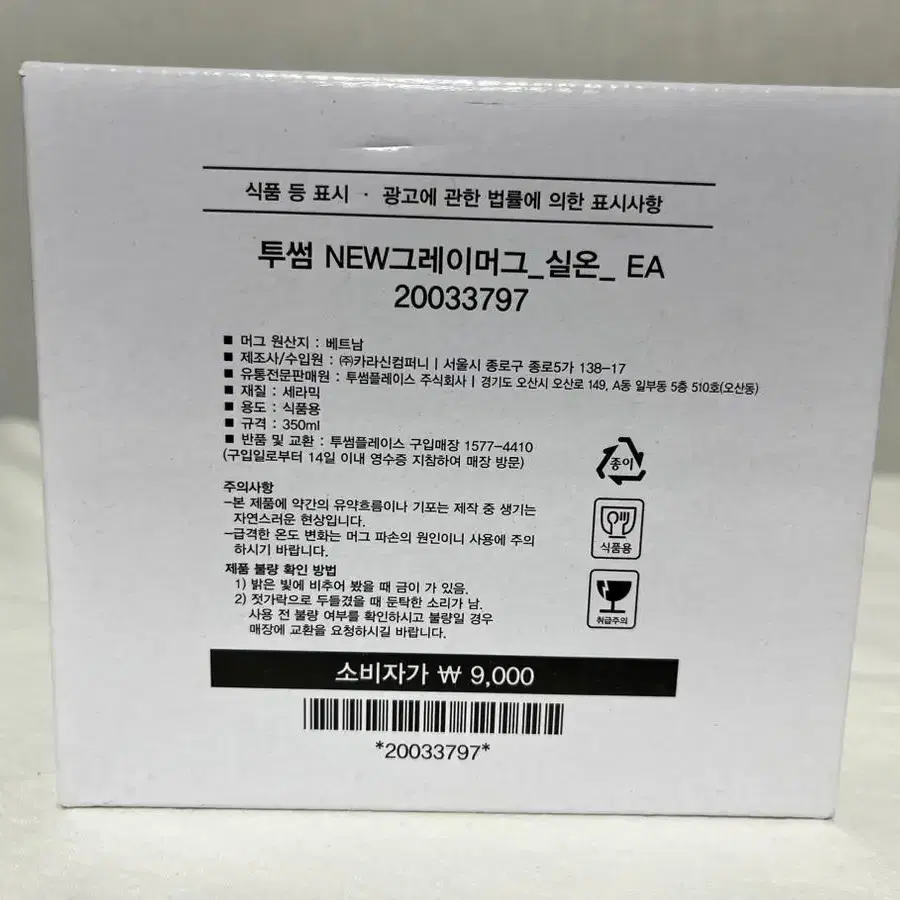 식품 등 표시 · 광고에 관한 법률에 의한 표시사항
투썸 NEW그레이머그_실온_ EA
20033797
■ 머그 원산지 : 베트남
■ 제조사/수입원 : ㈜카라신컴퍼니 | 서울시 종로구 종로5가 138-17
■ 유통전문판매원 : 투썸플레이스 주식회사 | 경기도 오산시 오산로 149, A동 일부동 5층 510호(오산동)
■ 재질 : 세라믹
■ 용도 : 식품용
■ 규격 : 350ml
■ 반품 및 교환 : 투썸플레이스 구입매장 1577-4410
(구입일로부터 14일 이내 영수증 지참하여 매장 방문)
종이
주의사항
-본 제품에 약간의 유약흐름이나 기포는 제작 중 생기는
자연스러운 현상입니다.
-급격한 온도 변화는 머그 파손의 원인이니 사용에 주의
하시기 바랍니다.
식품용
제품 불량 확인 방법
1) 밝은 빛에 비추어 봤을 때 금이 가 있음.
2) 젓가락으로 두들겼을 때 둔탁한 소리가 남.
사용 전 불량 여부를 확인하시고 불량일 경우
매장에 교환을 요청하시길 바랍니다.
취급주의
소비자가 ₩ 9,000
*20033797*